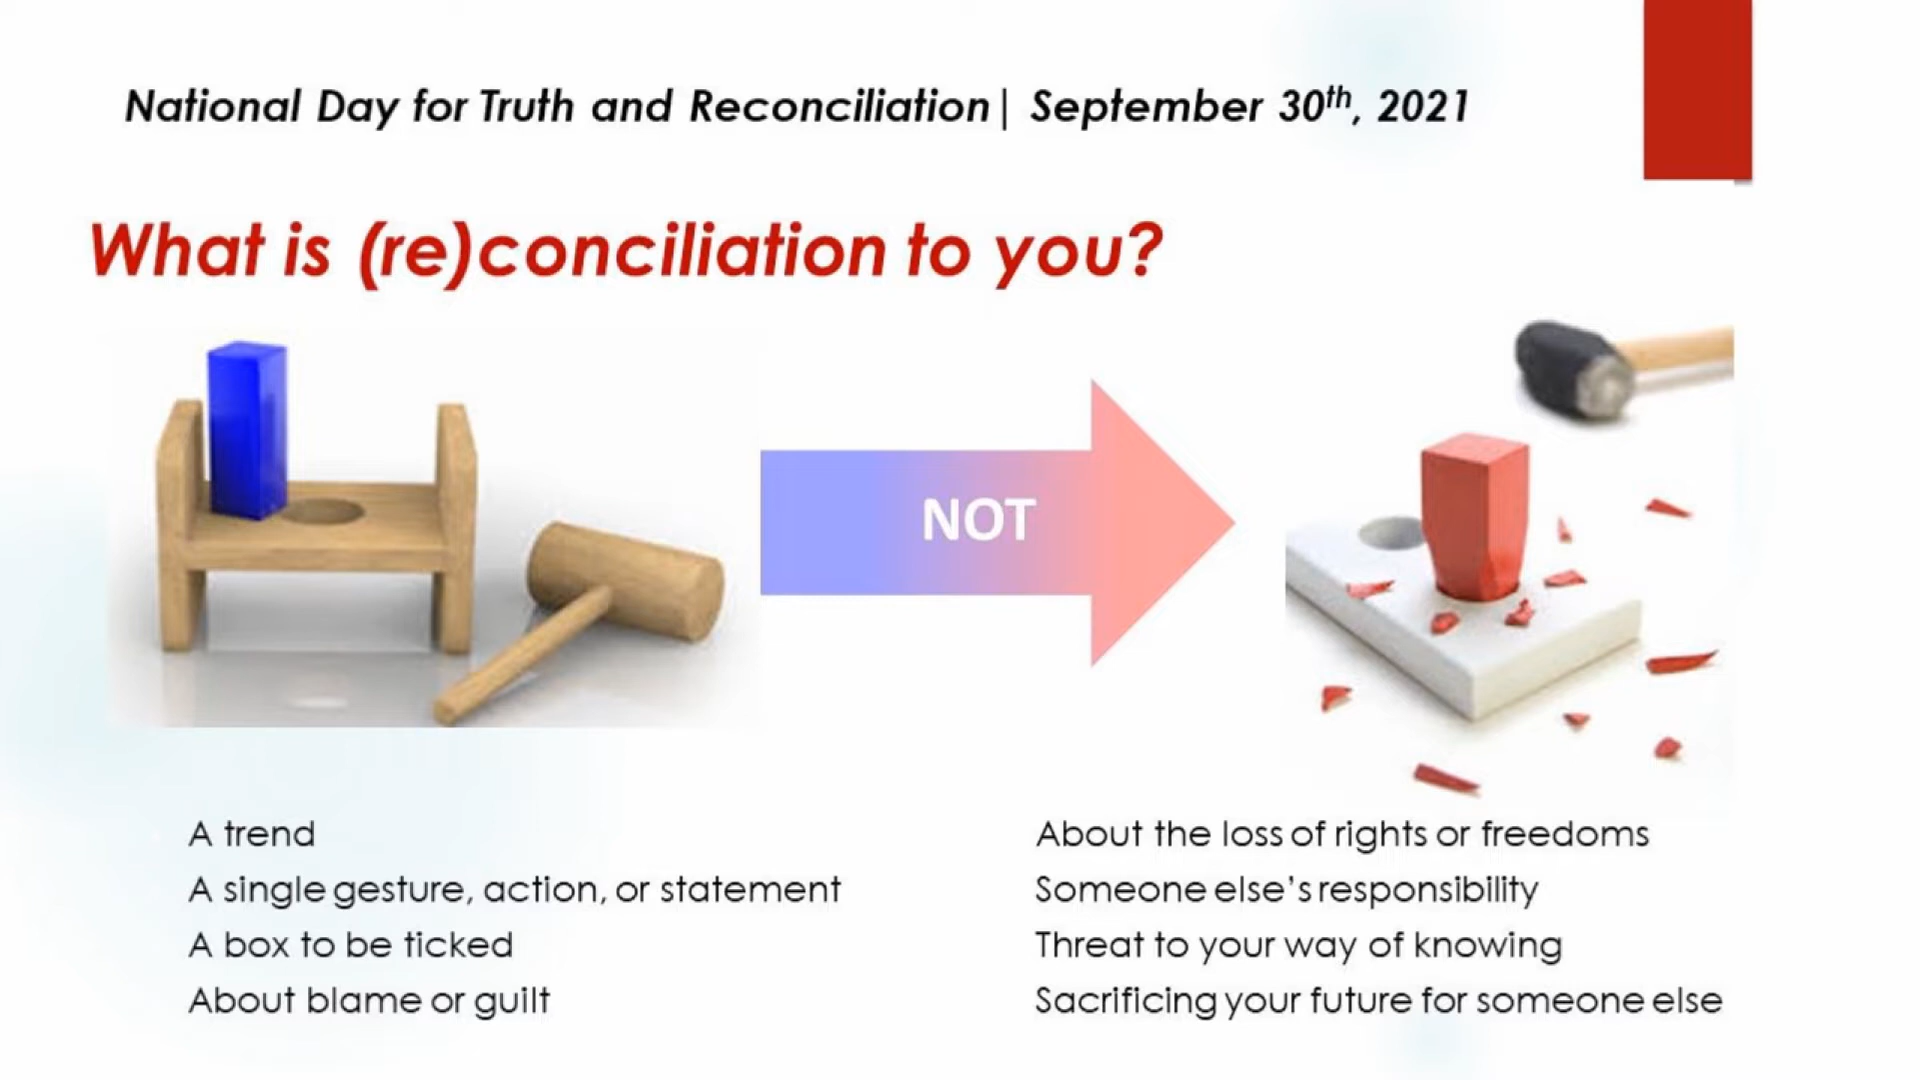 National Day for Truth and Reconciliation| September 30th, 2021
What is (re)conciliation to you?
NOT
A trend
A single gesture, action, or statement
A box to be ticked
About blame or guilt
About the loss of rights or freedoms
Someone else's responsibility
Threat to your way of knowing
Sacrificing your future for someone else